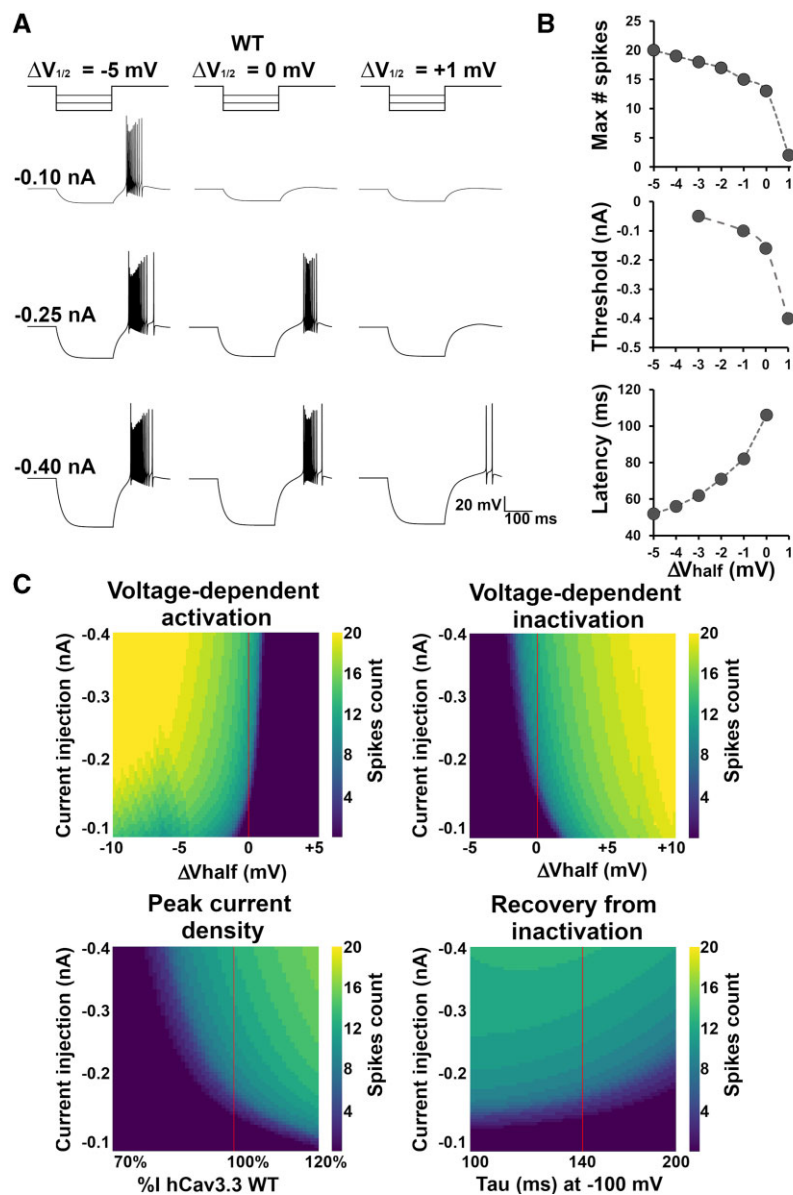 A
WT
ΔV1/2 = -5 mV
ΔV1/2 = 0 mV
ΔV1/2 = +1 mV
-0.10 nA
-0.25 nA
-0.40 nA
20 mV
100 ms
B
Max # spikes
25
20
15
10
5
0
-5 -4 -3 -2 -1 0 1
Threshold (nA)
0
-0.1
-0.2
-0.3
-0.4
-0.5
-5 -4 -3 -2 -1 0 1
Latency (ms)
120
100
80
60
40
-5 -4 -3 -2 -1 0 1
ΔVhalf (mV)
C
Voltage-dependent
activation
Current injection (nA)
-0.4
-0.3
-0.2
-0.1
-10 -5 0 +5
ΔVhalf (mV)
20
16
12
8
4
Spikes count
Voltage-dependent
inactivation
Current injection (nA)
-0.4
-0.3
-0.2
-0.1
-5 0 +5 +10
ΔVhalf (mV)
20
16
12
8
4
Spikes count
Peak current
density
Current injection (nA)
-0.4
-0.3
-0.2
-0.1
70% 100% 120%
%I hCav3.3 WT
20
16
12
8
4
Spikes count
Recovery from
inactivation
Current injection (nA)
-0.4
-0.3
-0.2
-0.1
100 140 200
Tau (ms) at -100 mV
20
16
12
8
4
Spikes count